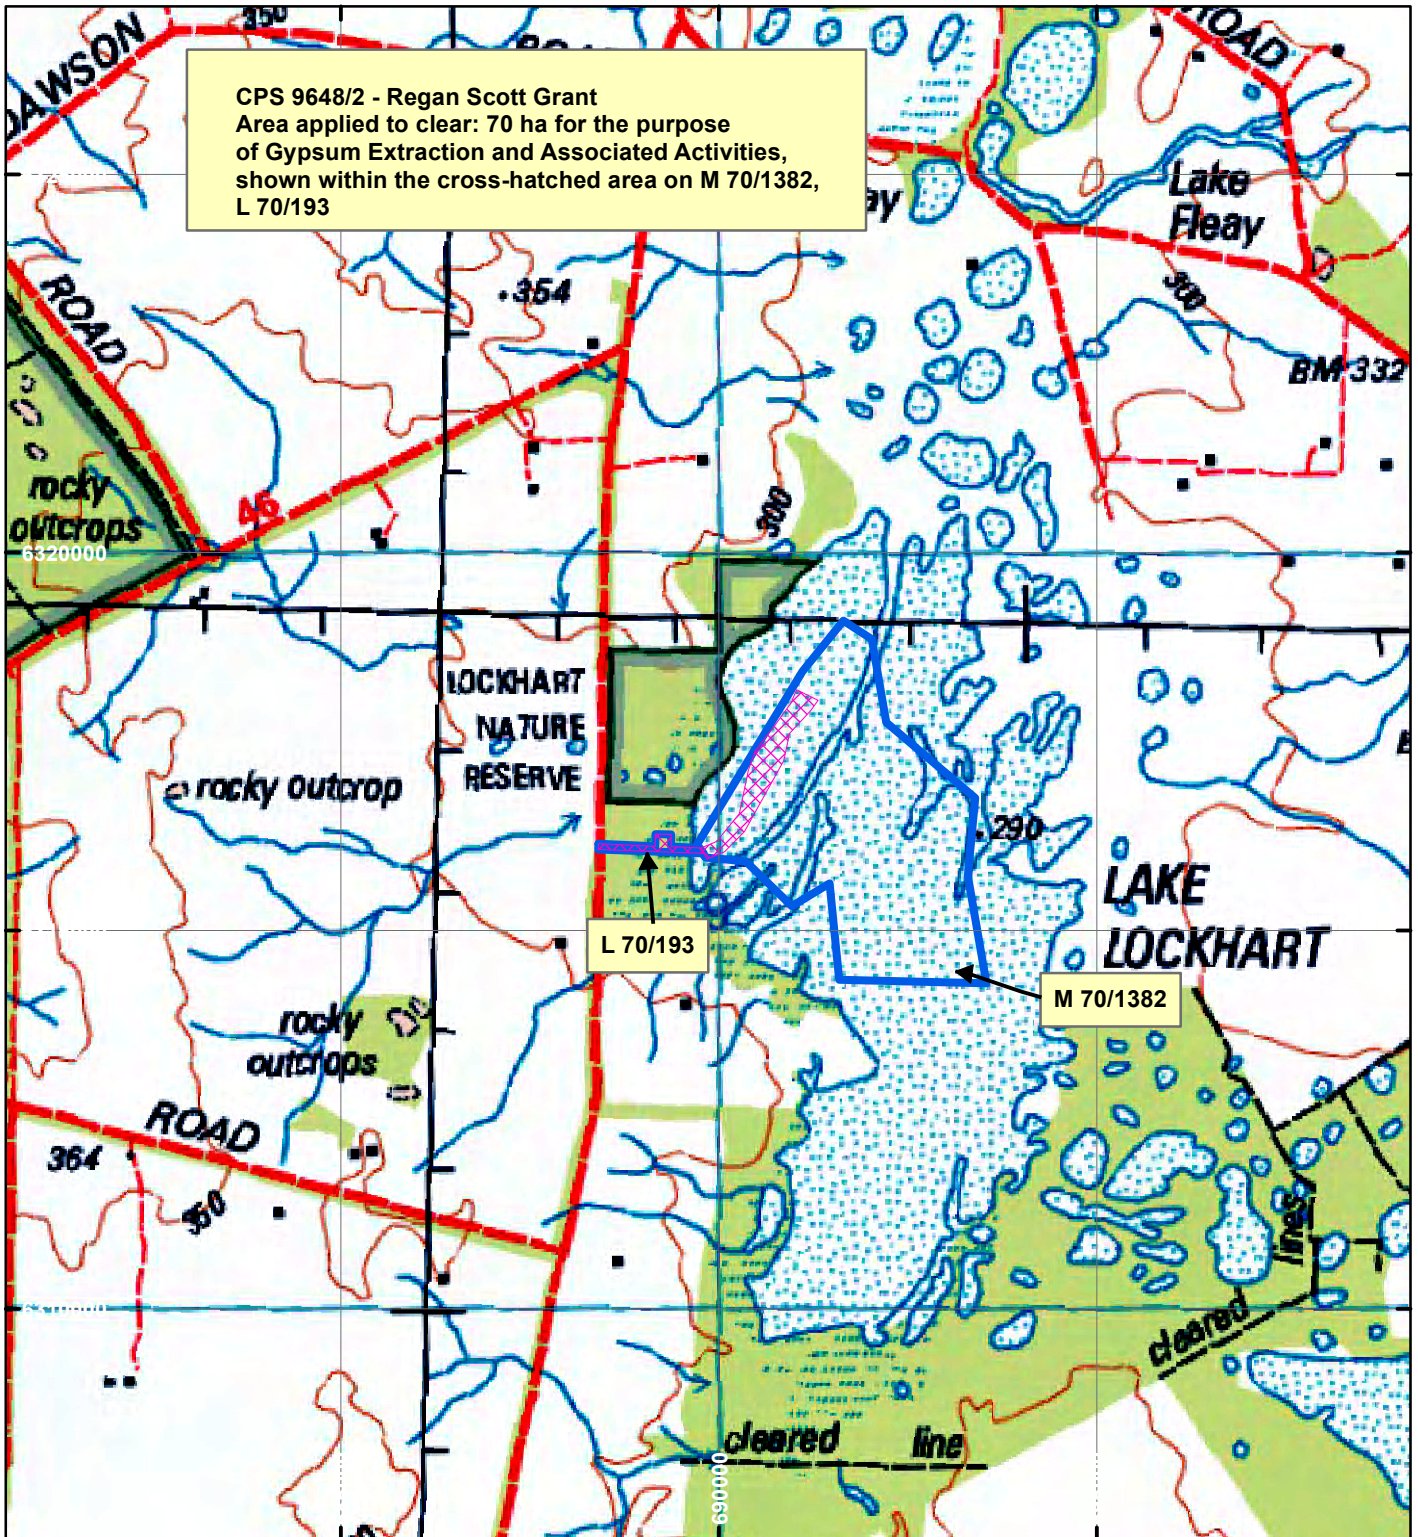 350
DAWSON
ROAD
CPS 9648/2 - Regan Scott Grant
Area applied to clear: 70 ha for the purpose
of Gypsum Extraction and Associated Activities,
shown within the cross-hatched area on M 70/1382,
L 70/193
Lake
Fleay
ROAD
.354
300
BM 332
46
rocky
outcrops
300
6320000
LOCKHART
NATURE
RESERVE
rocky outcrop
.290
LAKE
LOCKHART
L 70/193
M 70/1382
rocky
outcrops
ROAD
364
350
lines
cleared
cleared line
690000